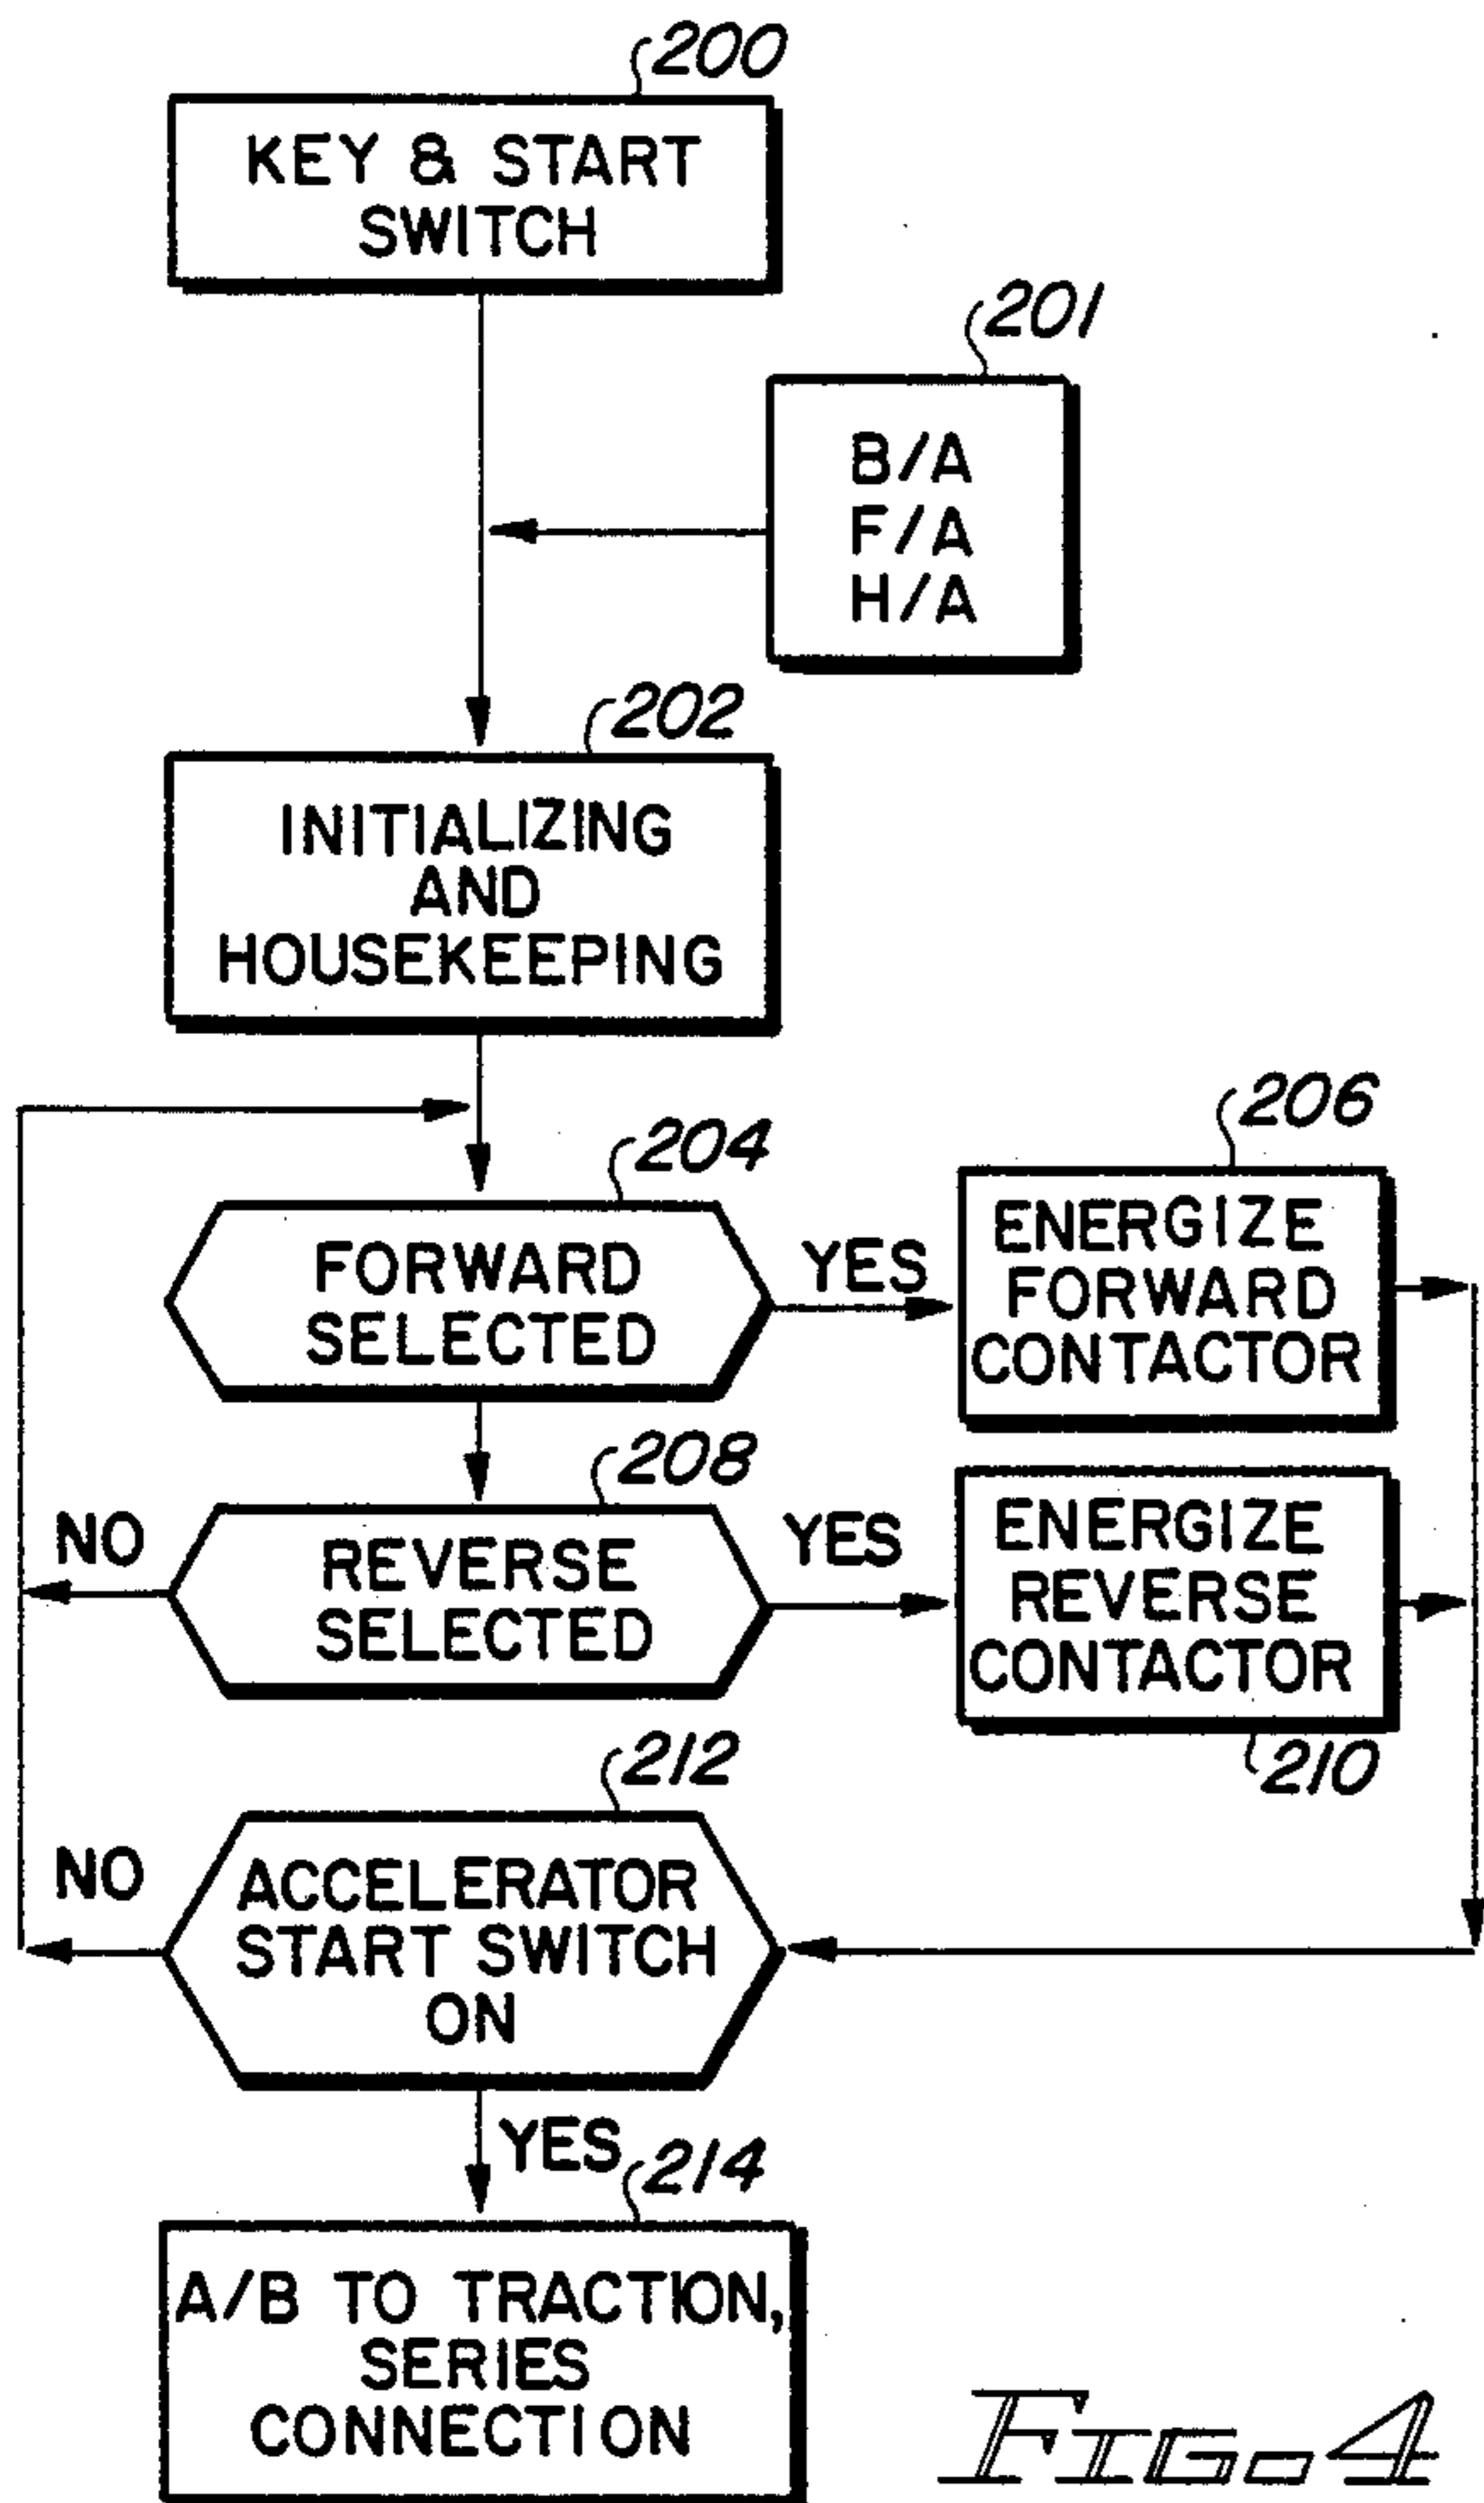 200
KEY & START
SWITCH
201
B/A
F/A
H/A
202
INITIALIZING
AND
HOUSEKEEPING
204
FORWARD
SELECTED
YES
206
ENERGIZE
FORWARD
CONTACTOR
208
REVERSE
SELECTED
NO
YES
ENERGIZE
REVERSE
CONTACTOR
210
212
ACCELERATOR
START SWITCH
ON
NO
YES
214
A/B TO TRACTION,
SERIES
CONNECTION
FIG-4